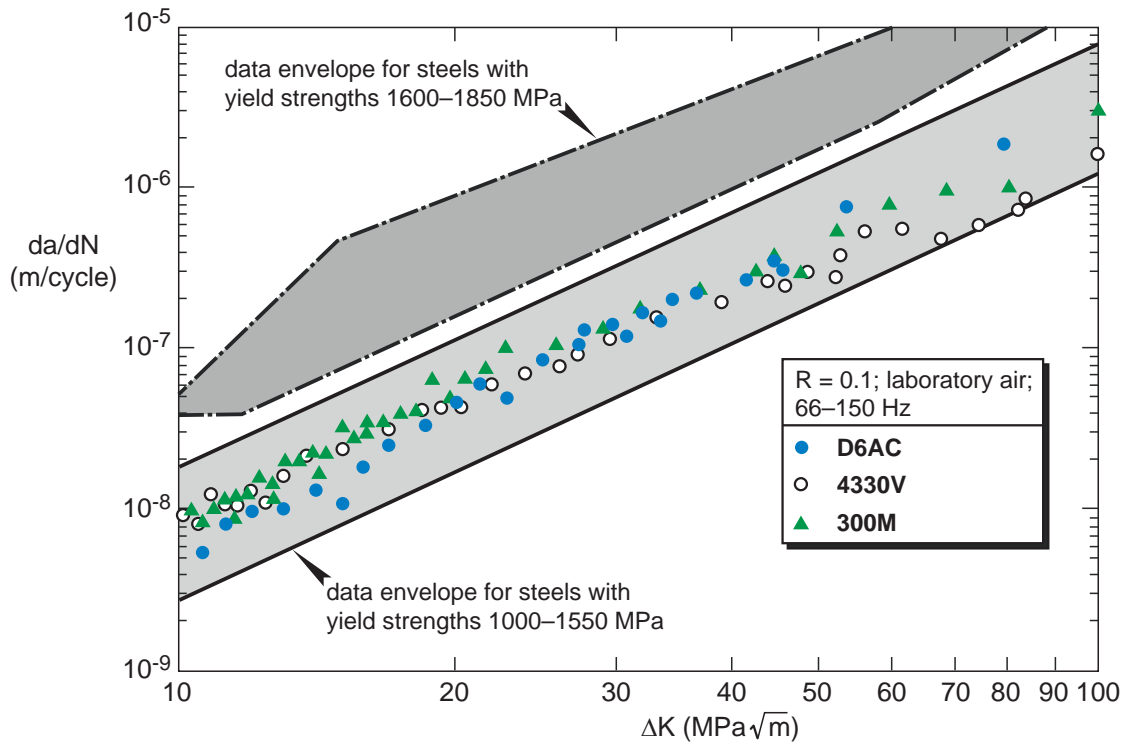 10⁻⁵
data envelope for steels with
yield strengths 1600–1850 MPa
10⁻⁶
da/dN
(m/cycle)
10⁻⁷
R = 0.1; laboratory air;
66–150 Hz
D6AC
4330V
300M
10⁻⁸
data envelope for steels with
yield strengths 1000–1550 MPa
10⁻⁹
10 20 30 40 50 60 70 80 90 100
ΔK (MPa√m)